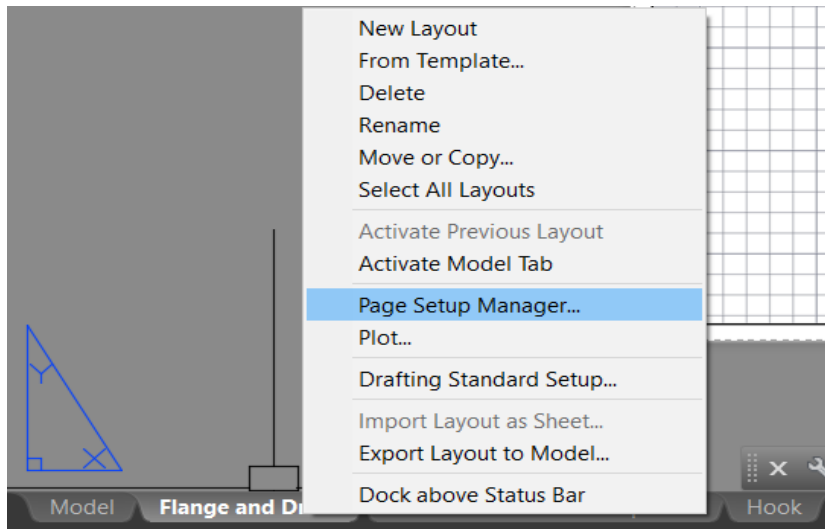 New Layout
From Template...
Delete
Rename
Move or Copy...
Select All Layouts
Activate Previous Layout
Activate Model Tab
Page Setup Manager...
Plot...
Drafting Standard Setup...
Import Layout as Sheet...
Export Layout to Model...
Dock above Status Bar
Y
X
Model Flange and Hook